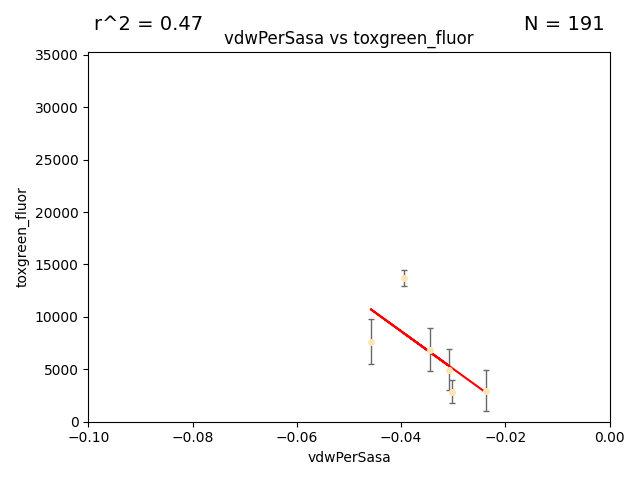 r^2 = 0.47
N = 191
vdwPerSasa vs toxgreen_fluor
35000
30000
25000
20000
15000
10000
5000
0
toxgreen_fluor
−0.10
−0.08
−0.06
−0.04
−0.02
0.00
vdwPerSasa